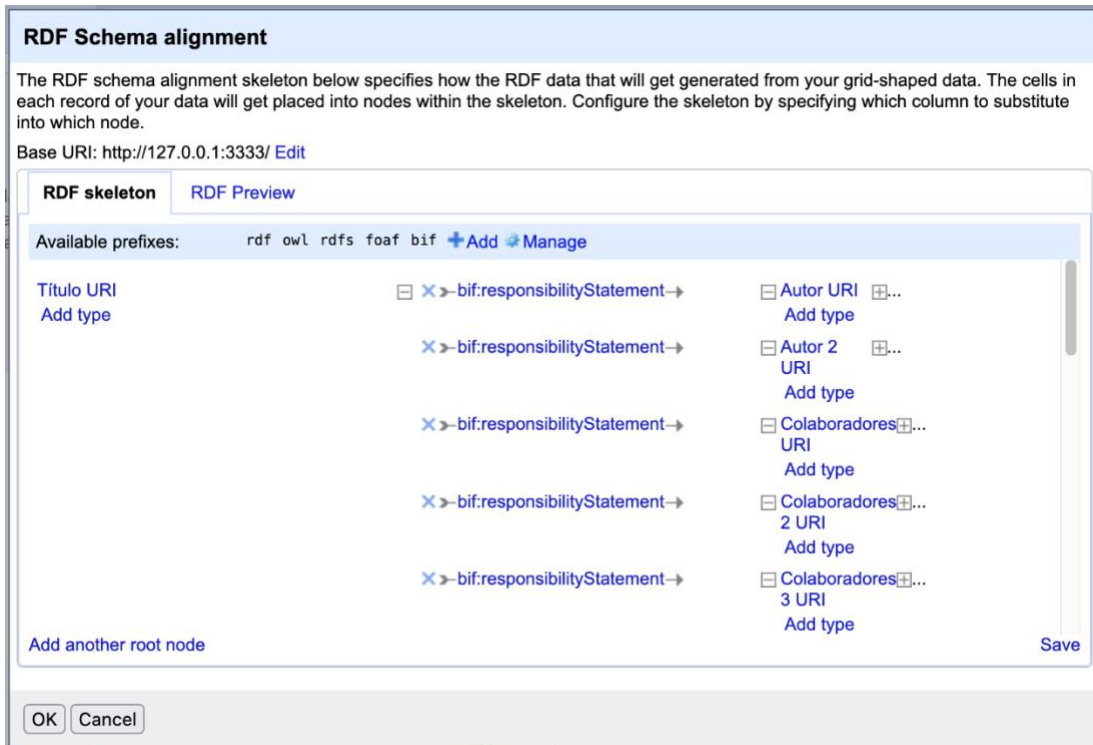 RDF Schema alignment
The RDF schema alignment skeleton below specifies how the RDF data that will get generated from your grid-shaped data. The cells in
each record of your data will get placed into nodes within the skeleton. Configure the skeleton by specifying which column to substitute
into which node.
Base URI: http://127.0.0.1:3333/ Edit
RDF skeleton RDF Preview
Available prefixes: rdf owl rdfs foaf bif Add Manage
Título URI bif:responsibilityStatement Autor URI ...
Add type Add type
bif:responsibilityStatement Autor 2 ...
URI
Add type
bif:responsibilityStatement Colaboradores ...
URI
Add type
bif:responsibilityStatement Colaboradores ...
2 URI
Add type
bif:responsibilityStatement Colaboradores ...
3 URI
Add type
Add another root node Save
OK Cancel